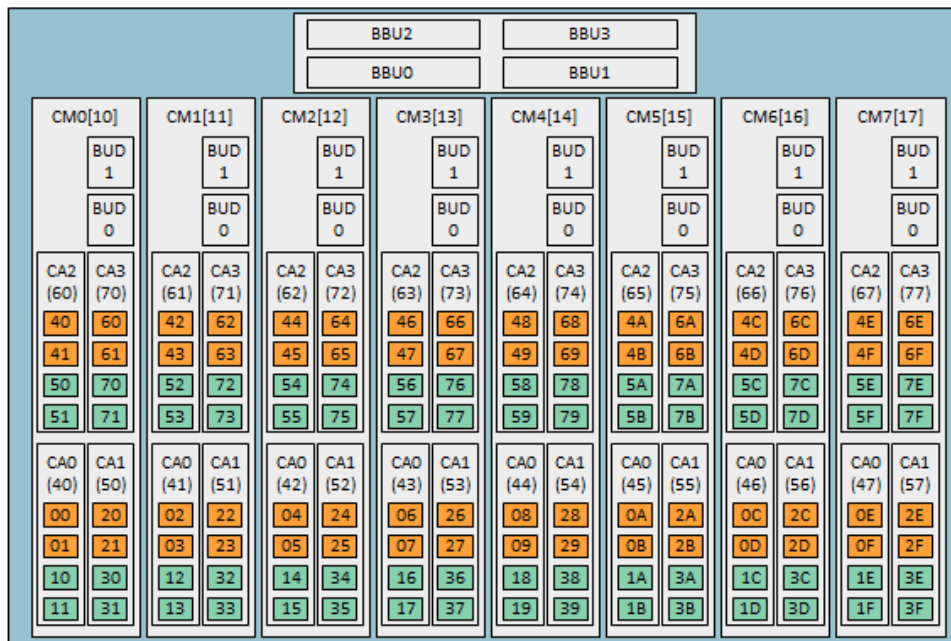 BBU2 BBU3
BBU0 BBU1
CM0[10] CM1[11] CM2[12] CM3[13] CM4[14] CM5[15] CM6[16] CM7[17]
BUD BUD BUD BUD BUD BUD BUD BUD
1 1 1 1 1 1 1 1
BUD BUD BUD BUD BUD BUD BUD BUD
0 0 0 0 0 0 0 0
CA2 CA3 CA2 CA3 CA2 CA3 CA2 CA3 CA2 CA3 CA2 CA3 CA2 CA3 CA2 CA3
(60) (70) (61) (71) (62) (72) (63) (73) (64) (74) (65) (75) (66) (76) (67) (77)
40 60 42 62 44 64 46 66 48 68 4A 6A 4C 6C 4E 6E
41 61 43 63 45 65 47 67 49 69 4B 6B 4D 6D 4F 6F
50 70 52 72 54 74 56 76 58 78 5A 7A 5C 7C 5E 7E
51 71 53 73 55 75 57 77 59 79 5B 7B 5D 7D 5F 7F
CA0 CA1 CA0 CA1 CA0 CA1 CA0 CA1 CA0 CA1 CA0 CA1 CA0 CA1 CA0 CA1
(40) (50) (41) (51) (42) (52) (43) (53) (44) (54) (45) (55) (46) (56) (47) (57)
00 20 02 22 04 24 06 26 08 28 0A 2A 0C 2C 0E 2E
01 21 03 23 05 25 07 27 09 29 0B 2B 0D 2D 0F 2F
10 30 12 32 14 34 16 36 18 38 1A 3A 1C 3C 1E 3E
11 31 13 33 15 35 17 37 19 39 1B 3B 1D 3D 1F 3F